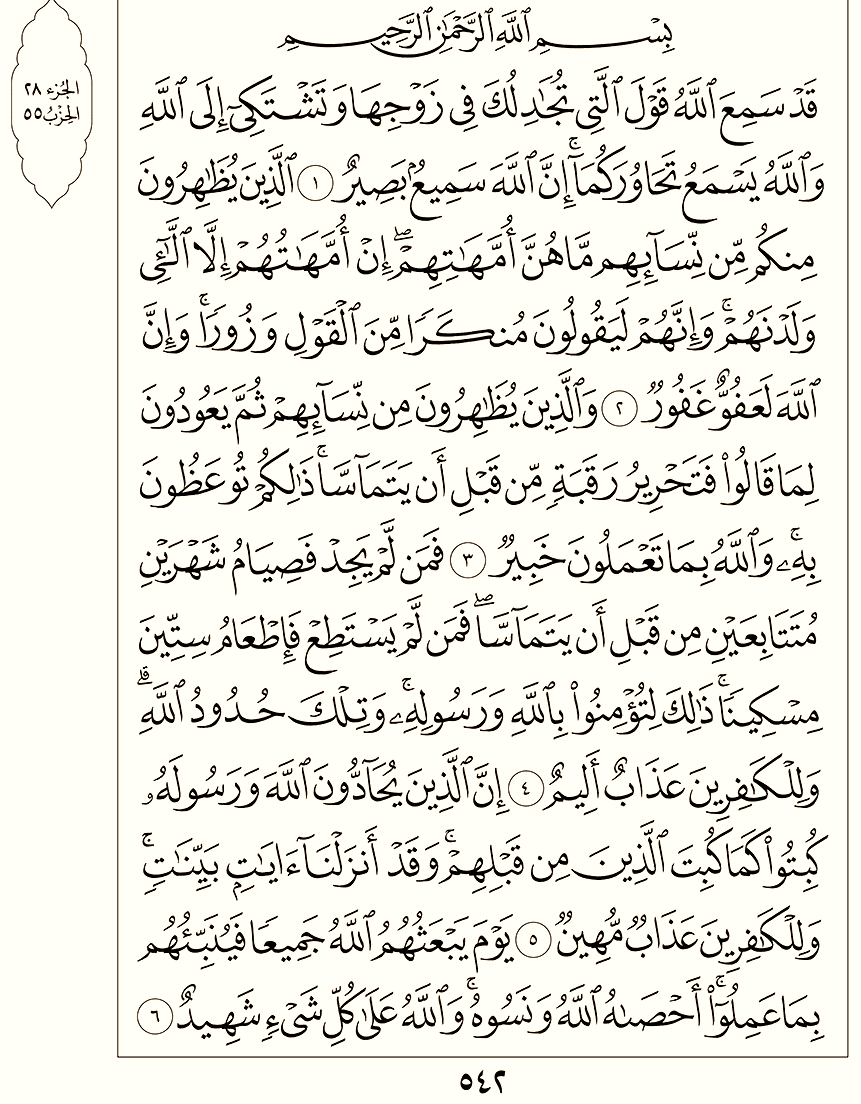 الجزء ٢٨
الحزب ٥٥
بِسْمِ ٱللَّهِ ٱلرَّحْمَٰنِ ٱلرَّحِيمِ
قَدْ سَمِعَ ٱللَّهُ قَوْلَ ٱلَّتِي تُجَٰدِلُكَ فِي زَوْجِهَا وَتَشْتَكِيٓ إِلَى ٱللَّهِ
وَٱللَّهُ يَسْمَعُ تَحَاوُرَكُمَآۚ إِنَّ ٱللَّهَ سَمِيعُۢ بَصِيرٌ ١ ٱلَّذِينَ يُظَٰهِرُونَ
مِنكُم مِّن نِّسَآئِهِم مَّا هُنَّ أُمَّهَٰتِهِمْۖ إِنْ أُمَّهَٰتُهُمْ إِلَّا ٱلَّٰٓـِٔي
وَلَدْنَهُمْۚ وَإِنَّهُمْ لَيَقُولُونَ مُنكَرًا مِّنَ ٱلْقَوْلِ وَزُورًاۚ وَإِنَّ
ٱللَّهَ لَعَفُوٌّ غَفُورٌ ٢ وَٱلَّذِينَ يُظَٰهِرُونَ مِن نِّسَآئِهِمْ ثُمَّ يَعُودُونَ
لِمَا قَالُوا۟ فَتَحْرِيرُ رَقَبَةٍ مِّن قَبْلِ أَن يَتَمَآسَّاۚ ذَٰلِكُمْ تُوعَظُونَ
بِهِۦۚ وَٱللَّهُ بِمَا تَعْمَلُونَ خَبِيرٌ ٣ فَمَن لَّمْ يَجِدْ فَصِيَامُ شَهْرَيْنِ
مُتَتَابِعَيْنِ مِن قَبْلِ أَن يَتَمَآسَّاۖ فَمَن لَّمْ يَسْتَطِعْ فَإِطْعَامُ سِتِّينَ
مِسْكِينًاۚ ذَٰلِكَ لِتُؤْمِنُوا۟ بِٱللَّهِ وَرَسُولِهِۦۚ وَتِلْكَ حُدُودُ ٱللَّهِۗ
وَلِلْكَٰفِرِينَ عَذَابٌ أَلِيمٌ ٤ إِنَّ ٱلَّذِينَ يُحَآدُّونَ ٱللَّهَ وَرَسُولَهُۥ
كُبِتُوا۟ كَمَا كُبِتَ ٱلَّذِينَ مِن قَبْلِهِمْۚ وَقَدْ أَنزَلْنَآ ءَايَٰتٍۭ بَيِّنَٰتٍۚ
وَلِلْكَٰفِرِينَ عَذَابٌ مُّهِينٌ ٥ يَوْمَ يَبْعَثُهُمُ ٱللَّهُ جَمِيعًا فَيُنَبِّئُهُم
بِمَا عَمِلُوٓا۟ۚ أَحْصَىٰهُ ٱللَّهُ وَنَسُوهُۚ وَٱللَّهُ عَلَىٰ كُلِّ شَيْءٍ شَهِيدٌ ٦
٥٤٢